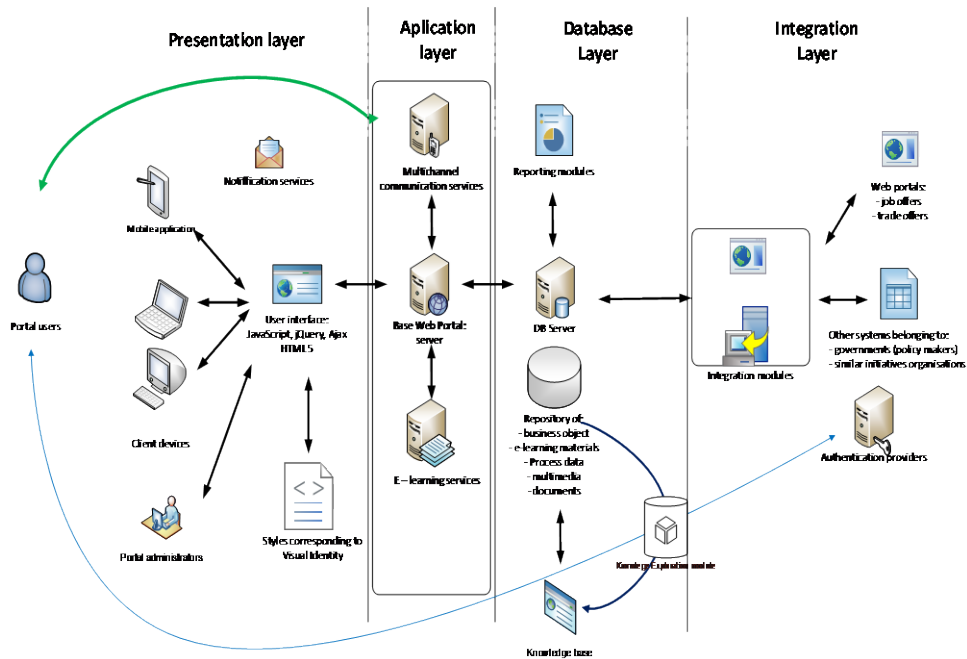 Presentation layer
Aplication
layer
Database
Layer
Integration
Layer
Notiffication services
Mobile application
Portal users
User interface:
JavaScript, jQuery, Ajax
HTML5
Client devices
Portal administrators
Styles corresponding to
Visual Identity
Multichannel
communication services
Base Web Portal:
server
E – learning services
Reporting modules
DB Server
Repository of:
- business object
- e-learning materials
- Process data
- multimedia
- documents
Knowledge base
Integration modules
Web portals:
- job offers
- trade offers
Other systems belonging to:
- governments (policy makers)
- similar initiatives organisations
Authentication providers
module